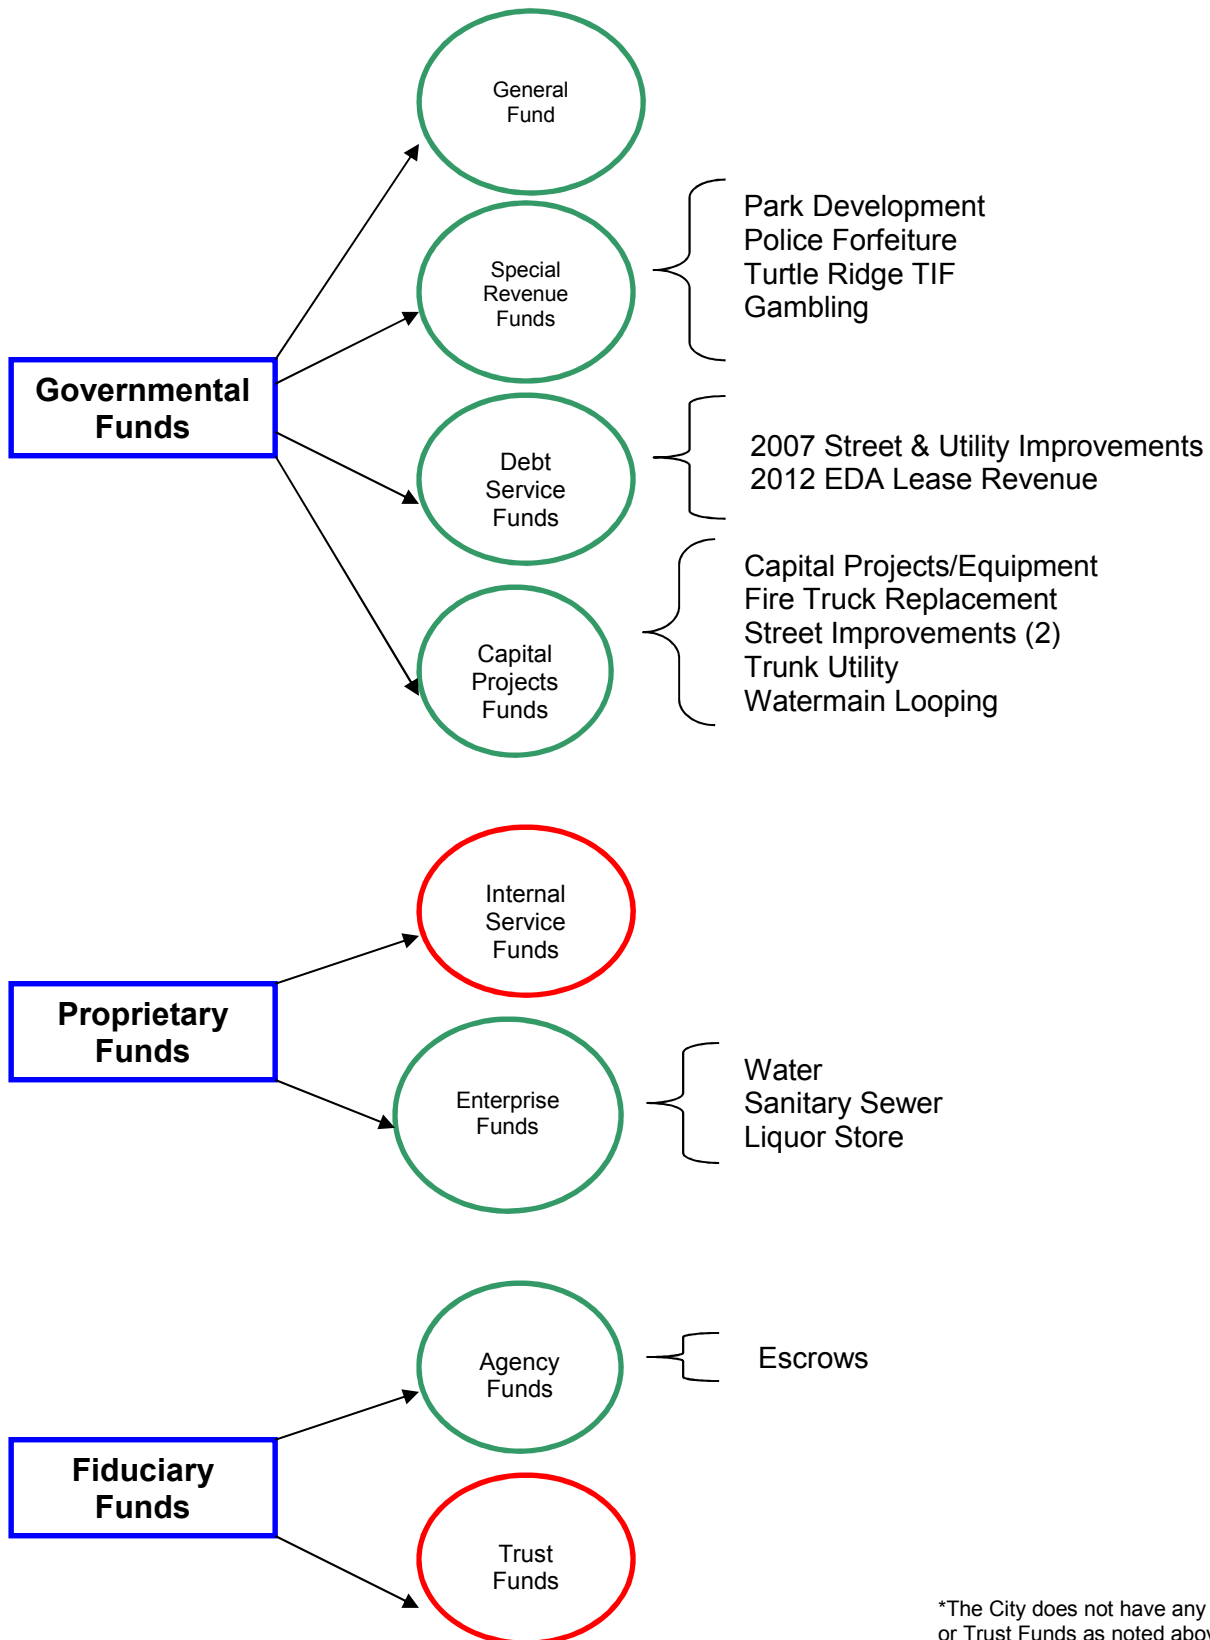 General
Fund
Special
Revenue
Funds
Park Development
Police Forfeiture
Turtle Ridge TIF
Gambling
Governmental
Funds
Debt
Service
Funds
2007 Street & Utility Improvements
2012 EDA Lease Revenue
Capital
Projects
Funds
Capital Projects/Equipment
Fire Truck Replacement
Street Improvements (2)
Trunk Utility
Watermain Looping
Internal
Service
Funds
Proprietary
Funds
Enterprise
Funds
Water
Sanitary Sewer
Liquor Store
Agency
Funds
Escrows
Fiduciary
Funds
Trust
Funds
*The City does not have any
or Trust Funds as noted